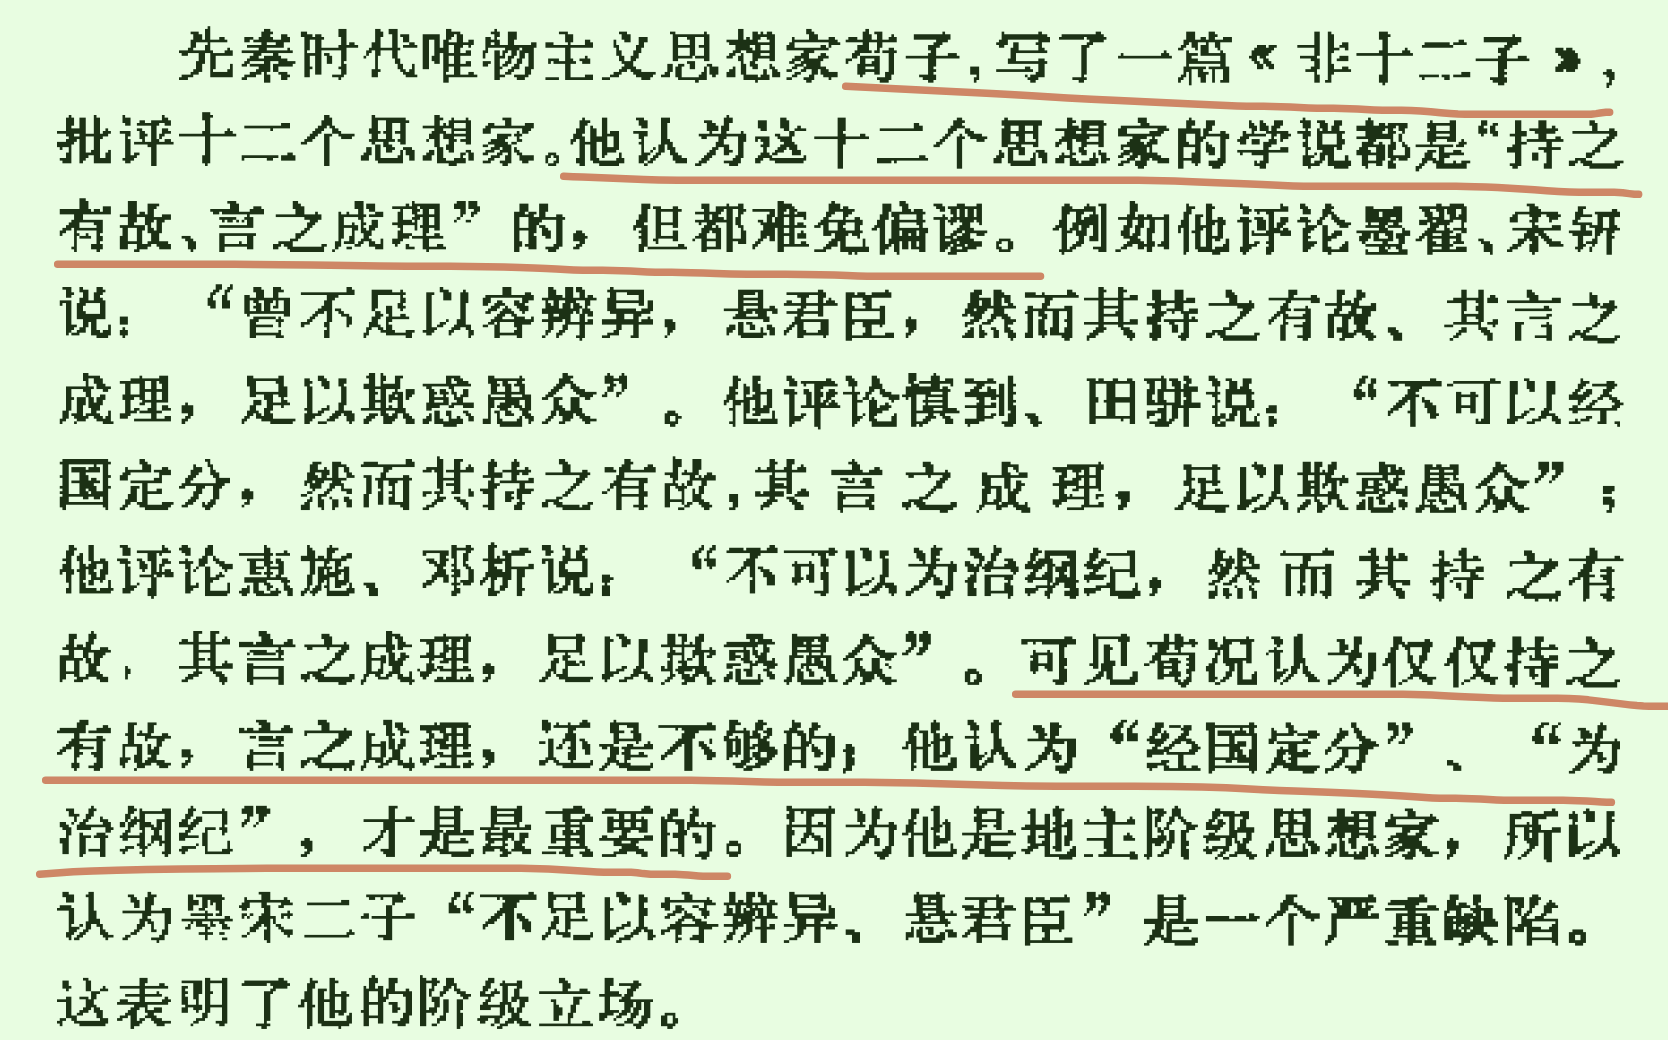 先秦时代唯物主义思想家荀子,写了一篇《非十二子》,
批评十二个思想家。他认为这十二个思想家的学说都是“持之
有故、言之成理”的，但都难免偏谬。例如他评论墨翟、宋钘
说：“曾不足以容辨异，悬君臣，然而其持之有故、其言之
成理，足以欺惑愚众”。他评论慎到、田骈说：“不可以经
国定分，然而其持之有故,其言之成理，足以欺惑愚众”；
他评论惠施、邓析说：“不可以为治纲纪，然而其持之有
故，其言之成理，足以欺惑愚众”。可见荀况认为仅仅持之
有故，言之成理，还是不够的；他认为“经国定分”、“为
治纲纪”，才是最重要的。因为他是地主阶级思想家，所以
认为墨宋二子“不足以容辨异、悬君臣”是一个严重缺陷。
这表明了他的阶级立场。